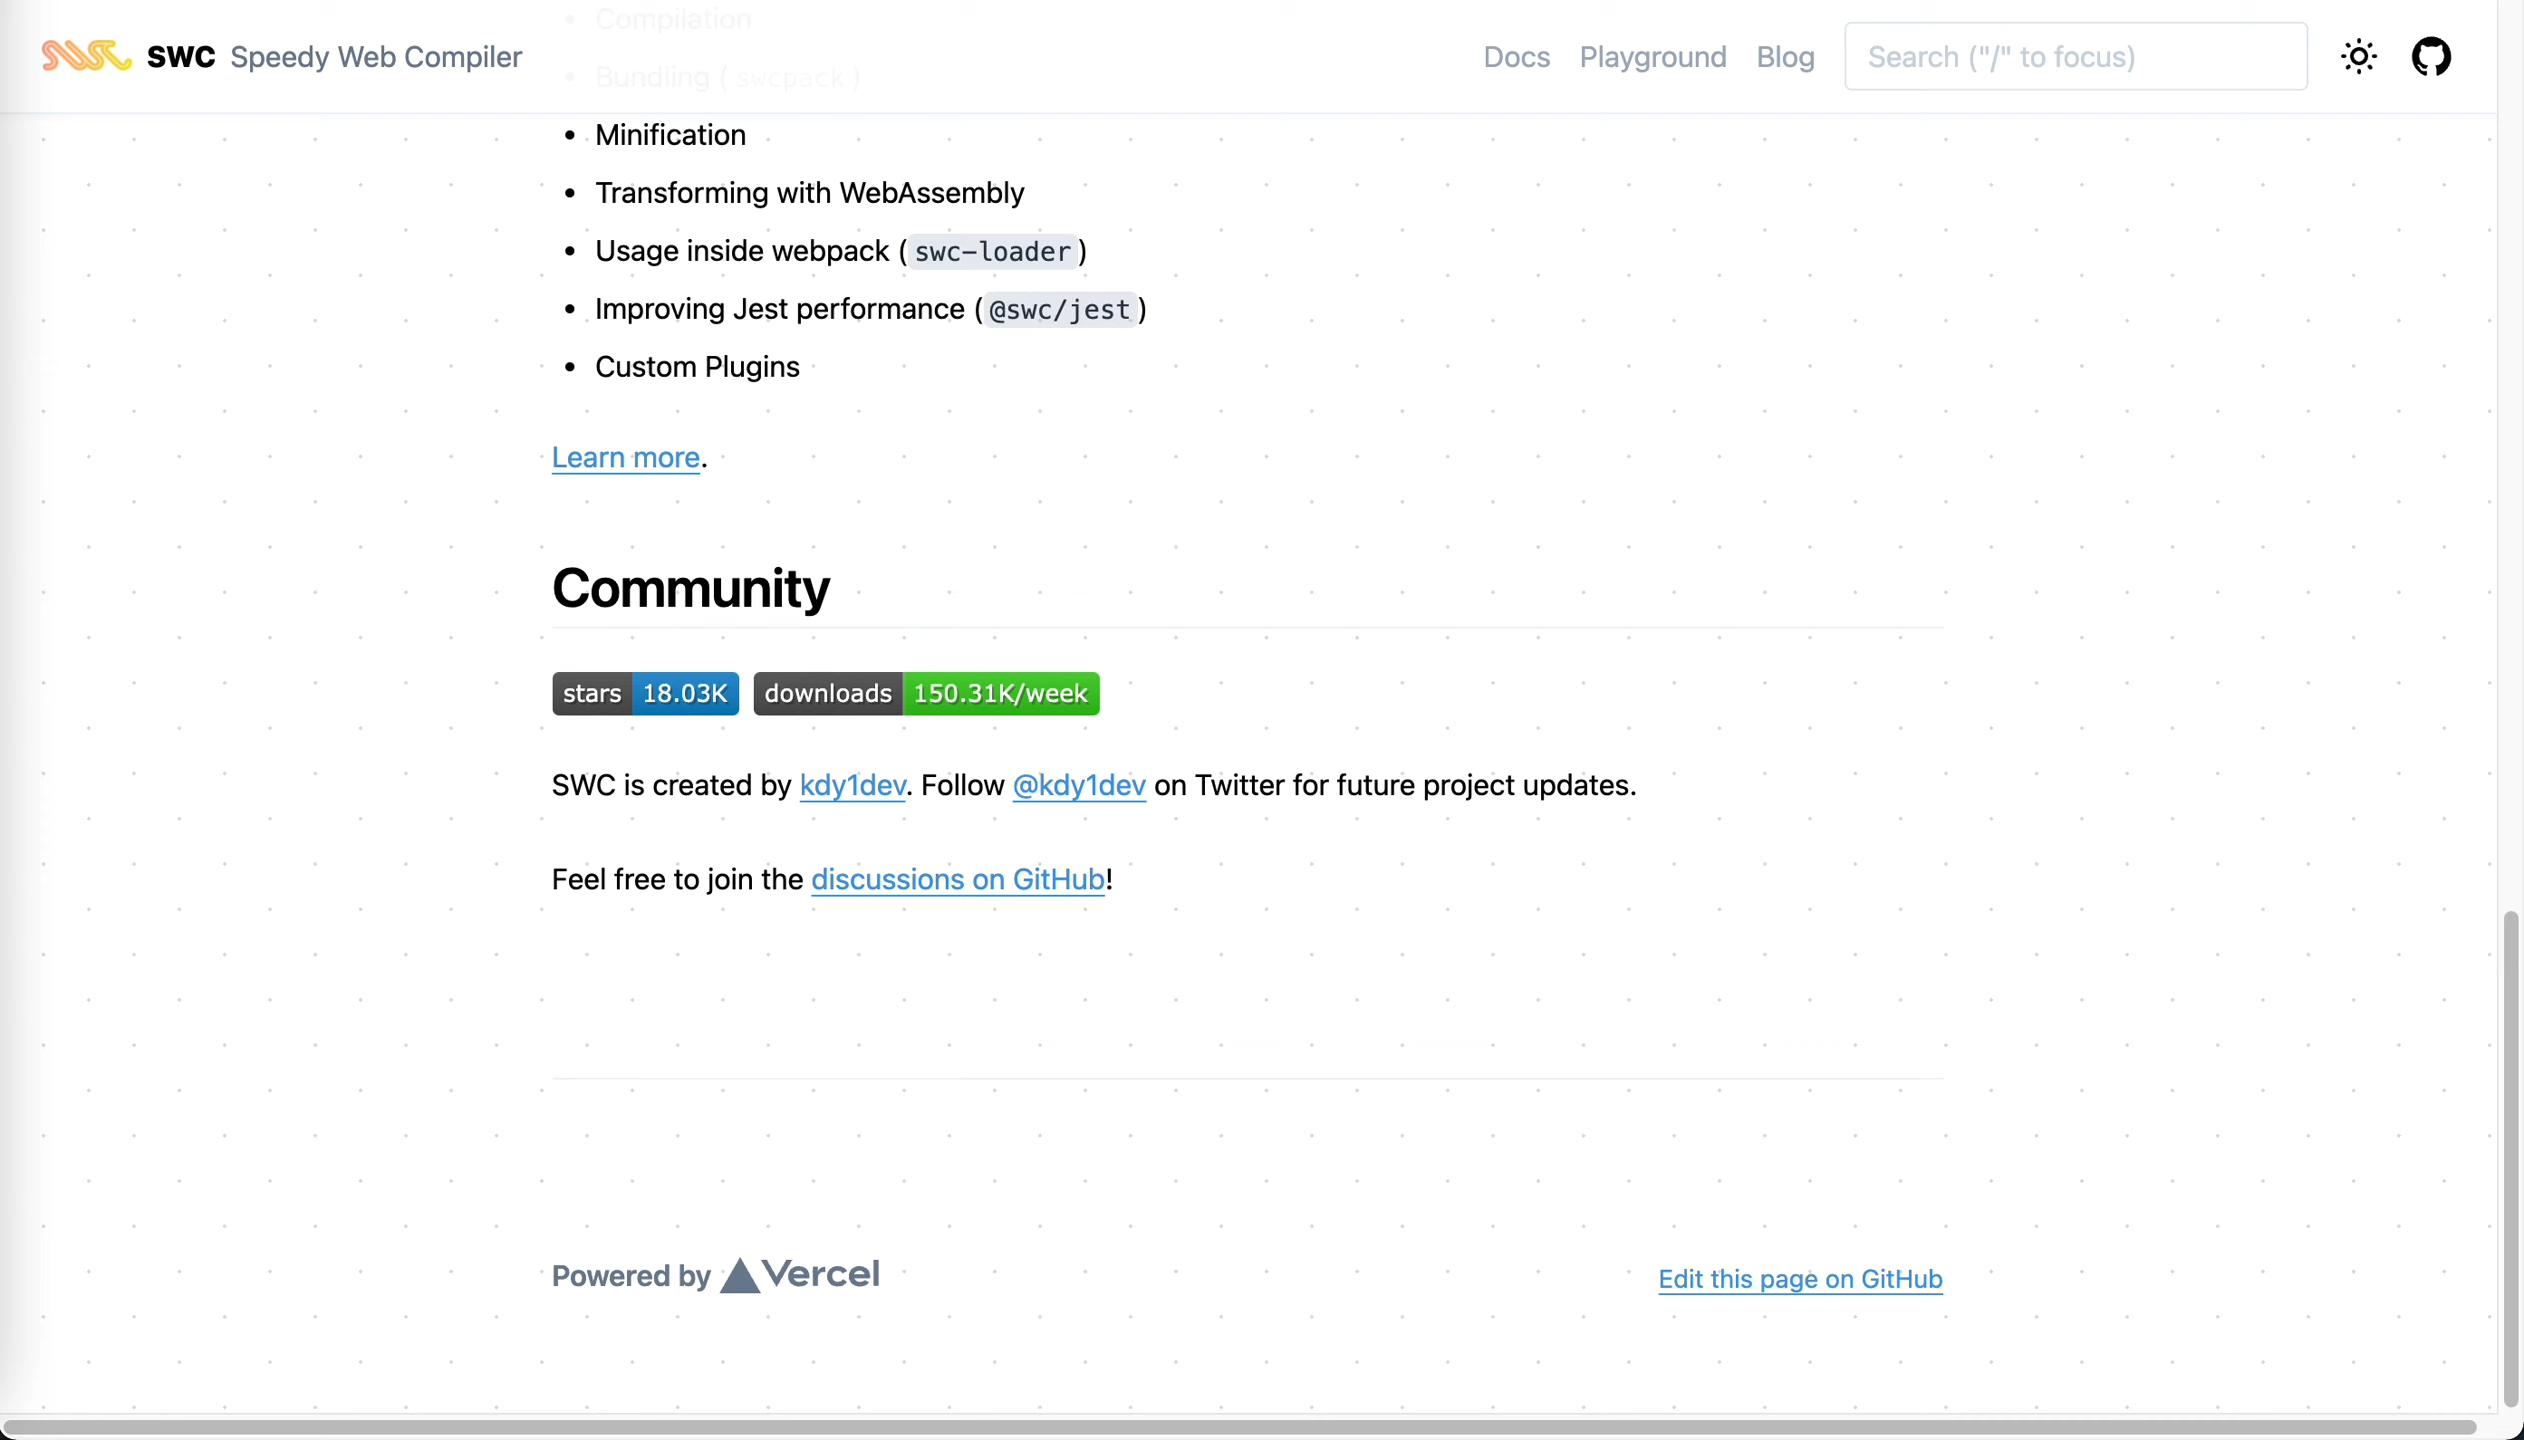 Compilation
SWC Speedy Web Compiler
Docs Playground Blog Search ("/" to focus)
Bundling ( swcpack )
Minification
Transforming with WebAssembly
Usage inside webpack ( swc-loader )
Improving Jest performance ( @swc/jest )
Custom Plugins
Learn more.
Community
stars 18.03K downloads 150.31K/week
SWC is created by kdy1dev. Follow @kdy1dev on Twitter for future project updates.
Feel free to join the discussions on GitHub!
Powered by Vercel
Edit this page on GitHub